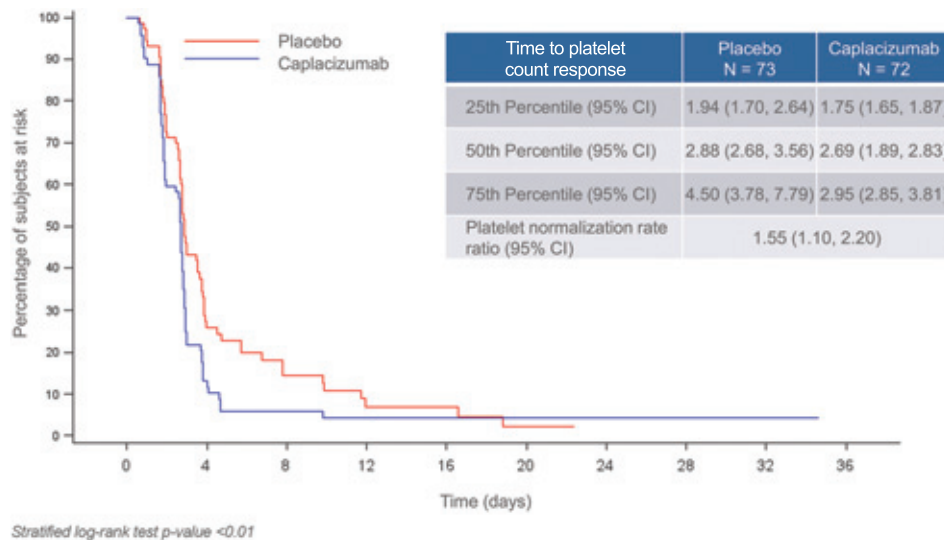 100
90
80
70
60
50
40
30
20
10
0
Percentage of subjects at risk
Placebo
Caplacizumab
Time to platelet count response Placebo N = 73 Caplacizumab N = 72
25th Percentile (95% CI) 1.94 (1.70, 2.64) 1.75 (1.65, 1.87)
50th Percentile (95% CI) 2.88 (2.68, 3.56) 2.69 (1.89, 2.83)
75th Percentile (95% CI) 4.50 (3.78, 7.79) 2.95 (2.85, 3.81)
Platelet normalization rate ratio (95% CI) 1.55 (1.10, 2.20)
0 4 8 12 16 20 24 28 32 36
Time (days)
Stratified log-rank test p-value <0.01